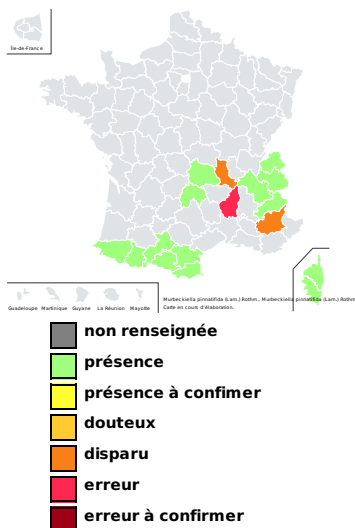 Île-de-France
Guadeloupe Martinique Guyane La Réunion Mayotte
Murbeckiella pinnatifida (Lam.) Rothm., Murbeckiella pinnatifida (Lam.) Rothm
Carte en cours d'élaboration.
non renseignée
présence
présence à confimer
douteux
disparu
erreur
erreur à confirmer